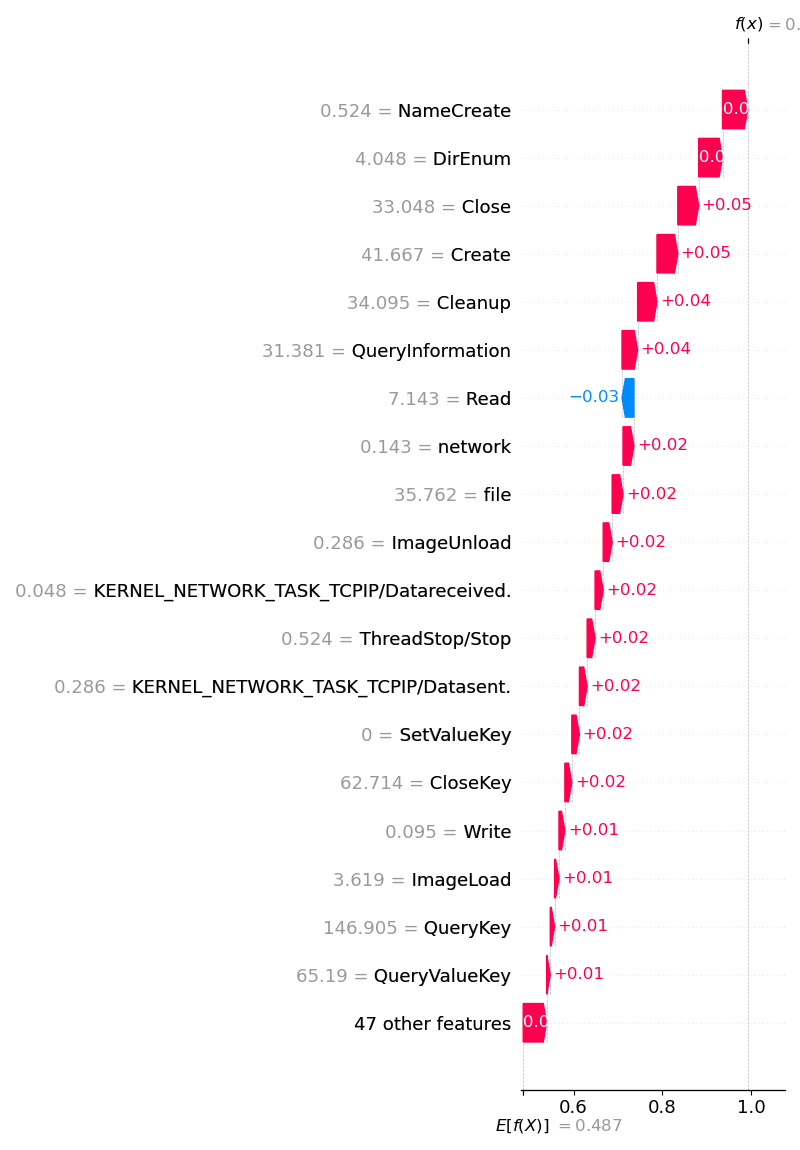 f(x) = 0.
0.524 = NameCreate
+0.0
4.048 = DirEnum
+0.0
33.048 = Close +0.05
41.667 = Create +0.05
34.095 = Cleanup +0.04
31.381 = QueryInformation +0.04
7.143 = Read −0.03
0.143 = network +0.02
35.762 = file +0.02
0.286 = ImageUnload +0.02
0.048 = KERNEL_NETWORK_TASK_TCPIP/Datareceived. +0.02
0.524 = ThreadStop/Stop +0.02
0.286 = KERNEL_NETWORK_TASK_TCPIP/Datasent. +0.02
0 = SetValueKey +0.02
62.714 = CloseKey +0.02
0.095 = Write +0.01
3.619 = ImageLoad +0.01
146.905 = QueryKey +0.01
65.19 = QueryValueKey +0.01
47 other features 0.0
0.6 0.8 1.0
E[f(X)] = 0.487